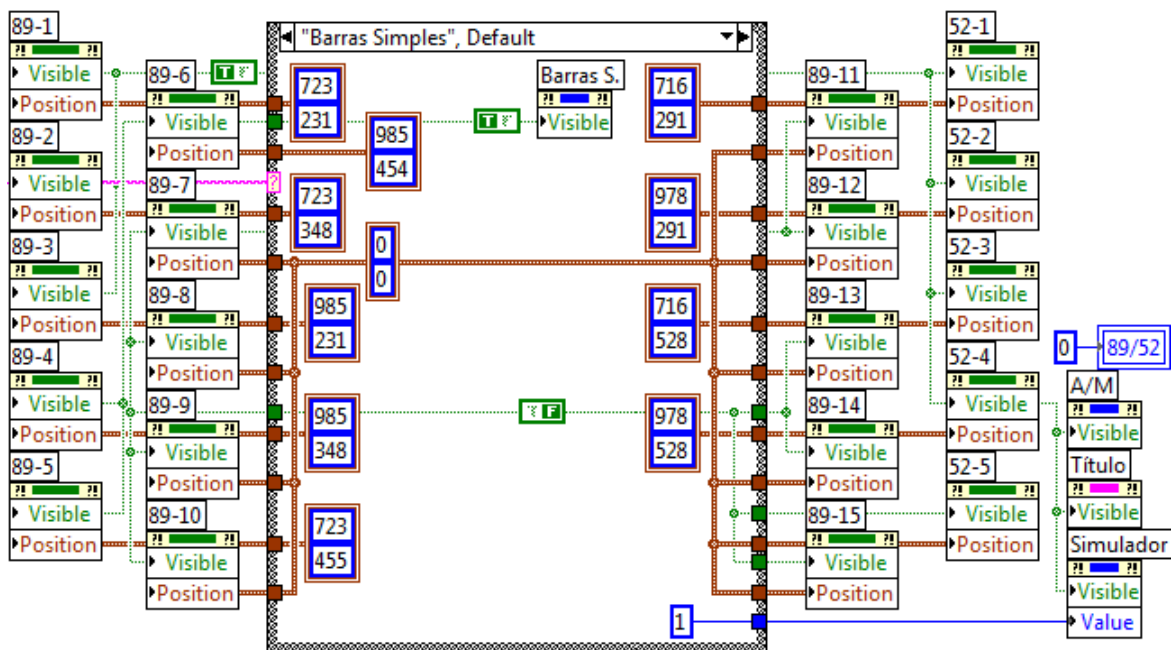 89-1
Visible
Position
89-2
Visible
Position
89-3
Visible
Position
89-4
Visible
Position
89-5
Visible
Position
89-6
Visible
Position
89-7
Visible
Position
89-8
Visible
Position
89-9
Visible
Position
89-10
Visible
Position
T
"Barras Simples", Default
723
231
985
454
?
723
348
0
0
985
231
985
348
723
455
T
Barras S.
Visible
F
716
291
978
291
716
528
978
528
1
89-11
Visible
Position
89-12
Visible
Position
89-13
Visible
Position
89-14
Visible
Position
89-15
Visible
Position
52-1
Visible
Position
52-2
Visible
Position
52-3
Visible
Position
52-4
Visible
Position
52-5
Visible
Position
0
89/52
A/M
Visible
Título
Visible
Simulador
Visible
Value